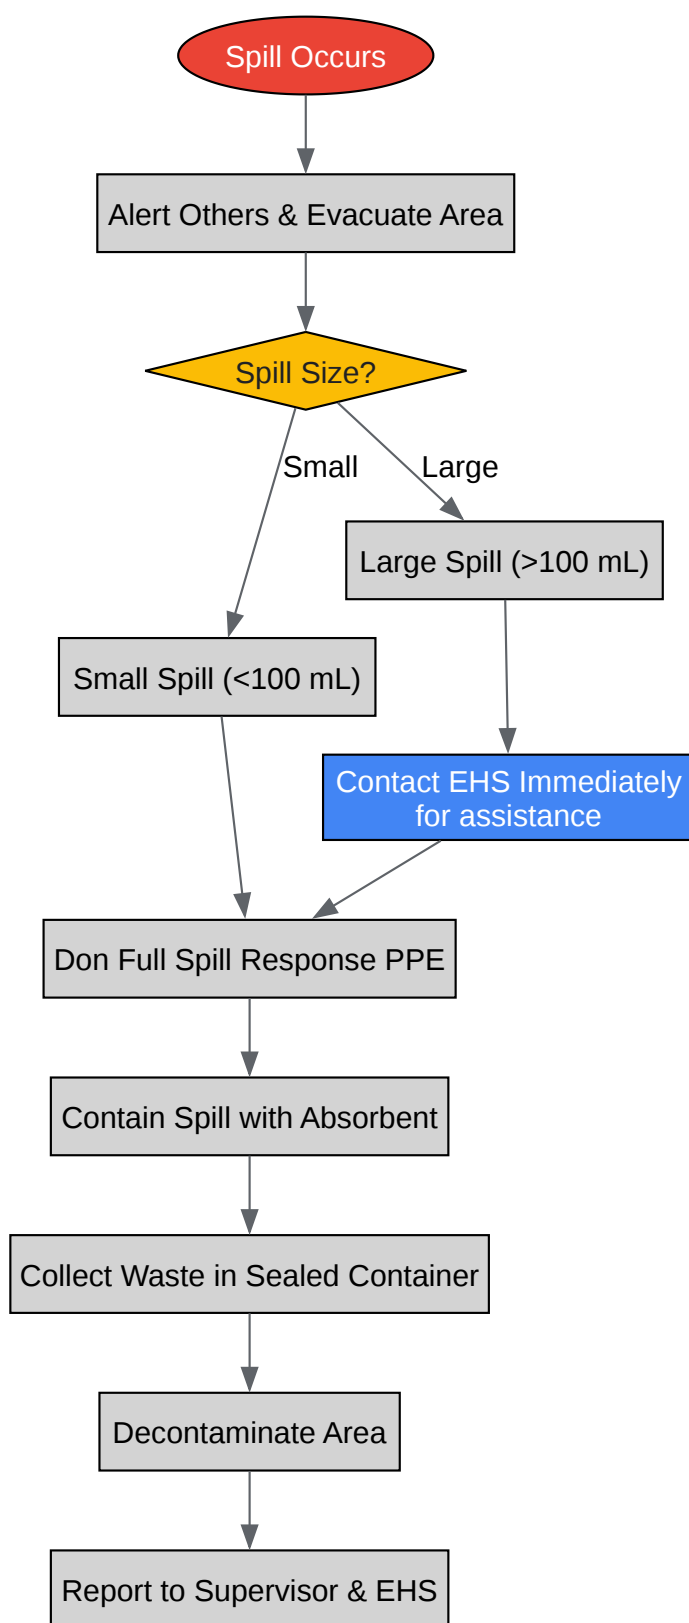 Spill Occurs
Alert Others & Evacuate Area
Spill Size?
Small
Large
Large Spill (>100 mL)
Small Spill (<100 mL)
Contact EHS Immediately
for assistance
Don Full Spill Response PPE
Contain Spill with Absorbent
Collect Waste in Sealed Container
Decontaminate Area
Report to Supervisor & EHS